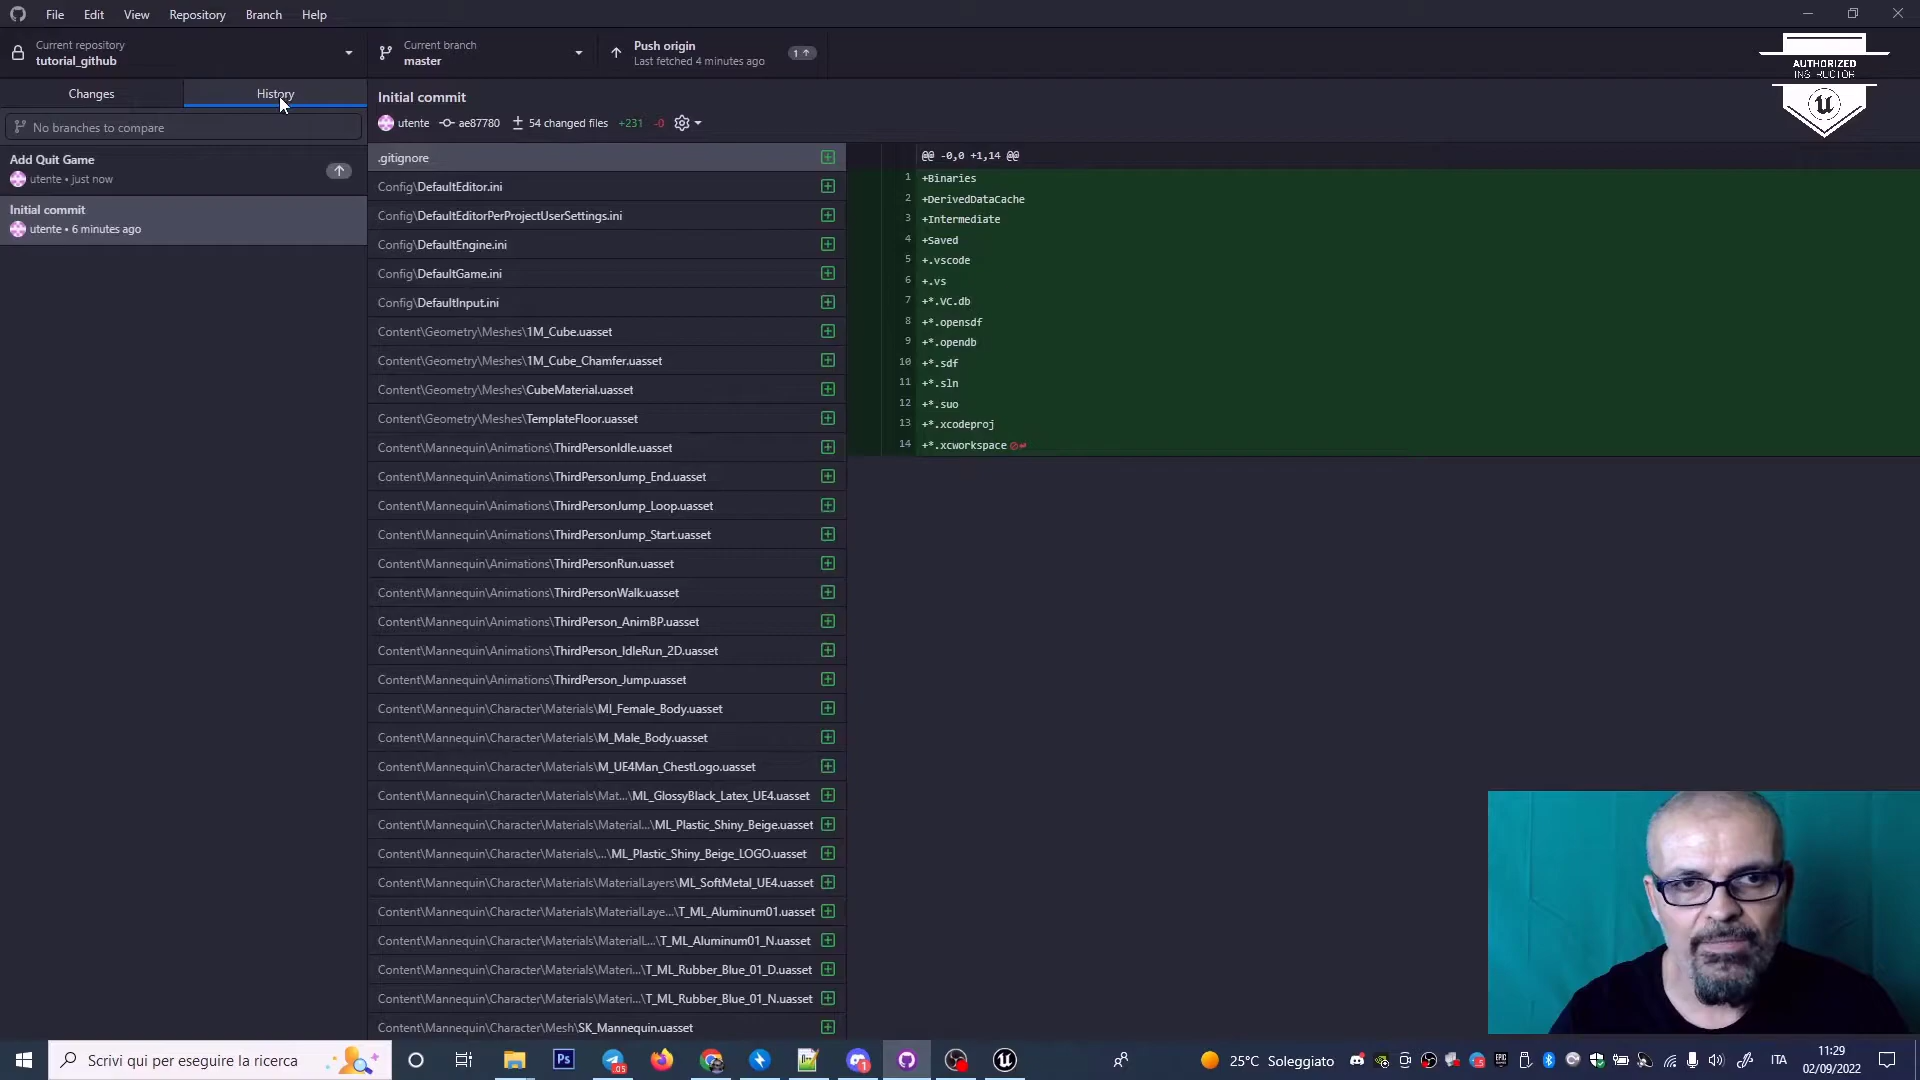 File Edit View Repository Branch Help
Current repository
tutorial_github
Current branch
master
Push origin
Last fetched 4 minutes ago
1
AUTHORIZED
INSTRUCTOR
Changes
History
No branches to compare
Add Quit Game
utente • just now
Initial commit
utente • 6 minutes ago
Initial commit
utente ae87780 54 changed files +231 -0
.gitignore
Config\DefaultEditor.ini
Config\DefaultEditorPerProjectUserSettings.ini
Config\DefaultEngine.ini
Config\DefaultGame.ini
Config\DefaultInput.ini
Content\Geometry\Meshes\1M_Cube.uasset
Content\Geometry\Meshes\1M_Cube_Chamfer.uasset
Content\Geometry\Meshes\CubeMaterial.uasset
Content\Geometry\Meshes\TemplateFloor.uasset
Content\Mannequin\Animations\ThirdPersonIdle.uasset
Content\Mannequin\Animations\ThirdPersonJump_End.uasset
Content\Mannequin\Animations\ThirdPersonJump_Loop.uasset
Content\Mannequin\Animations\ThirdPersonJump_Start.uasset
Content\Mannequin\Animations\ThirdPersonRun.uasset
Content\Mannequin\Animations\ThirdPersonWalk.uasset
Content\Mannequin\Animations\ThirdPerson_AnimBP.uasset
Content\Mannequin\Animations\ThirdPerson_IdleRun_2D.uasset
Content\Mannequin\Animations\ThirdPerson_Jump.uasset
Content\Mannequin\Character\Materials\MI_Female_Body.uasset
Content\Mannequin\Character\Materials\M_Male_Body.uasset
Content\Mannequin\Character\Materials\M_UE4Man_ChestLogo.uasset
Content\Mannequin\Character\Materials\Mat...\ML_GlossyBlack_Latex_UE4.uasset
Content\Mannequin\Character\Materials\Material...\ML_Plastic_Shiny_Beige.uasset
Content\Mannequin\Character\Materials\...\ML_Plastic_Shiny_Beige_LOGO.uasset
Content\Mannequin\Character\Materials\MaterialLayers\ML_SoftMetal_UE4.uasset
Content\Mannequin\Character\Materials\MaterialLaye...\T_ML_Aluminum01.uasset
Content\Mannequin\Character\Materials\MaterialL...\T_ML_Aluminum01_N.uasset
Content\Mannequin\Character\Materials\Materi...\T_ML_Rubber_Blue_01_D.uasset
Content\Mannequin\Character\Materials\Materi...\T_ML_Rubber_Blue_01_N.uasset
Content\Mannequin\Character\Mesh\SK_Mannequin.uasset
@@ -0,0 +1,14 @@
1 +Binaries
2 +DerivedDataCache
3 +Intermediate
4 +Saved
5 +.vscode
6 +.vs
7 +*.VC.db
8 +*.opensdf
9 +*.opendb
10 +*.sdf
11 +*.sln
12 +*.suo
13 +*.xcodeproj
14 +*.xcworkspace
Scrivi qui per eseguire la ricerca
Ps
25°C Soleggiato
ITA
11:29
02/09/2022